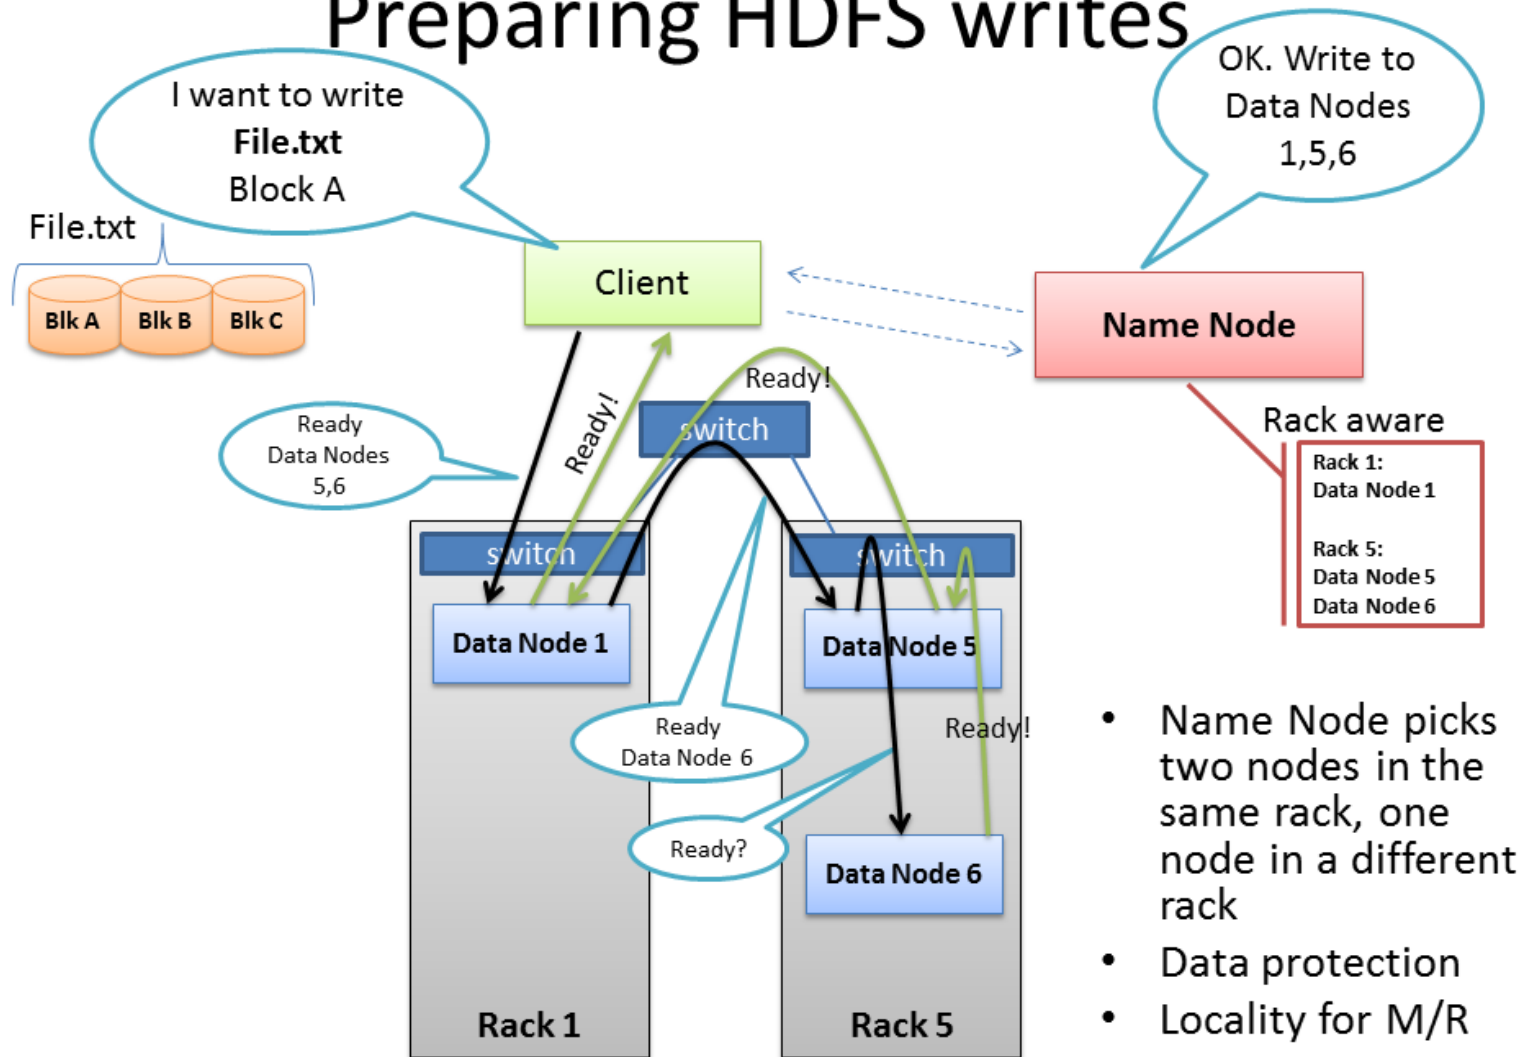 Preparing HDFS writes
I want to write
File.txt
Block A
OK. Write to
Data Nodes
1,5,6
File.txt
Blk A
Blk B
Blk C
Client
Name Node
Ready!
Ready!
switch
Rack aware
Rack 1:
Data Node 1
Rack 5:
Data Node 5
Data Node 6
Ready
Data Nodes
5,6
switch
switch
Data Node 1
Data Node 5
Ready
Data Node 6
Ready!
Ready?
Data Node 6
Rack 1
Rack 5
• Name Node picks
two nodes in the
same rack, one
node in a different
rack
• Data protection
• Locality for M/R